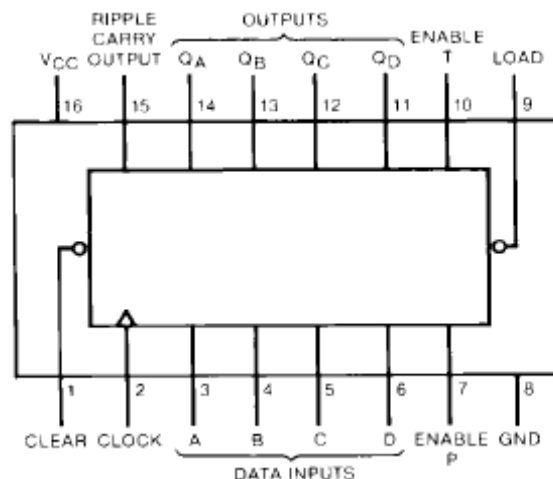 RIPPLE OUTPUTS
CARRY ENABLE
VCC OUTPUT QA QB QC QD T LOAD
16 15 14 13 12 11 10 9
1 2 3 4 5 6 7 8
CLEAR CLOCK A B C D ENABLE GND
P
DATA INPUTS